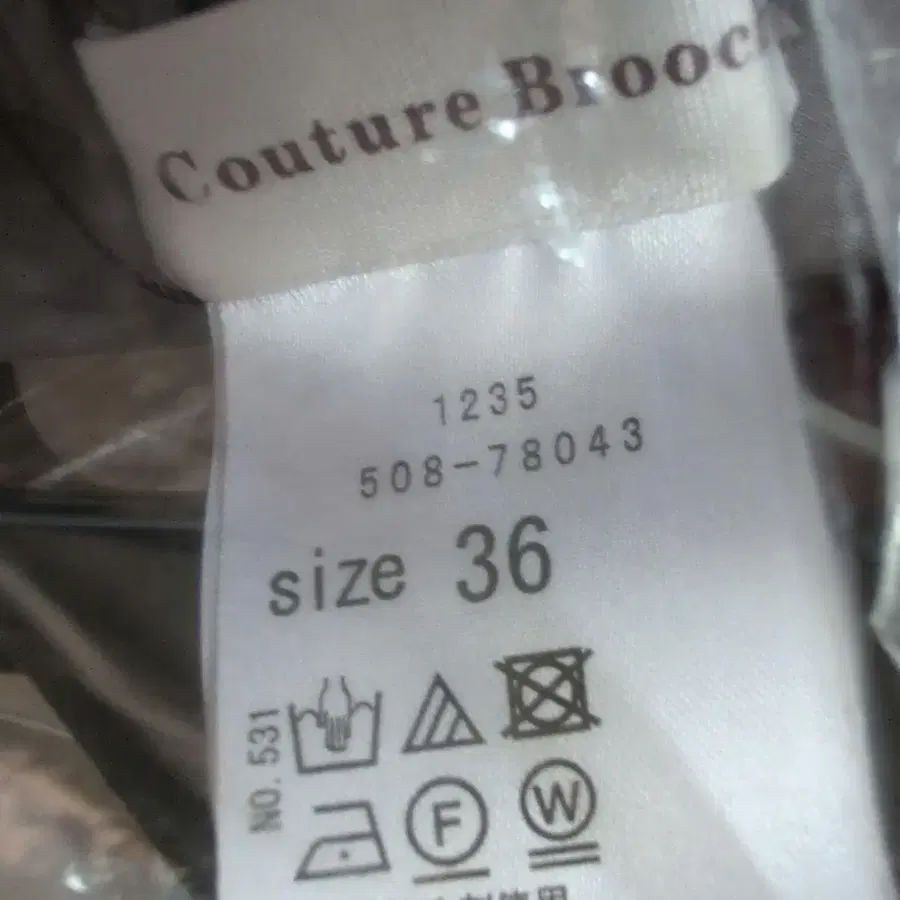 Couture Brooc
1235
508-78043
size 36
NO.531
F
W